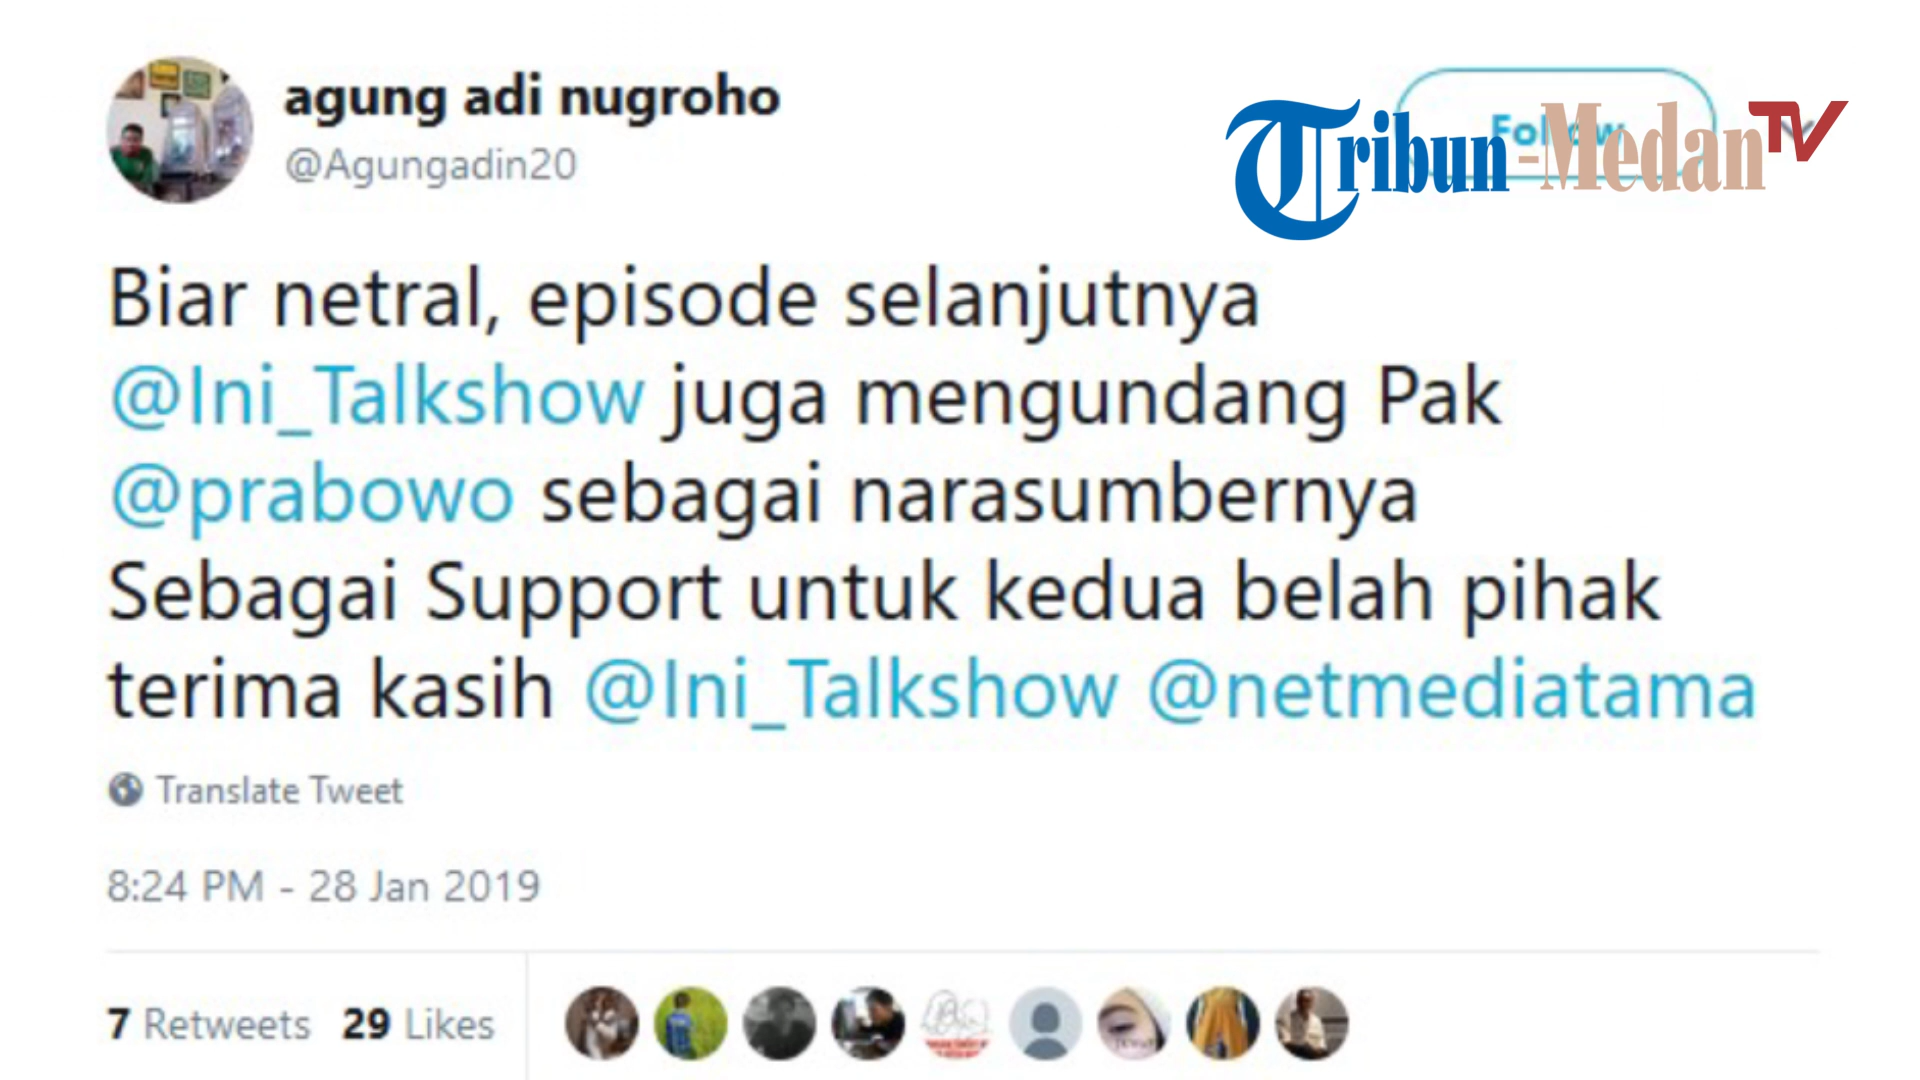 agung adi nugroho
@Agungadin20
Follow
Tribun-Medan TV
Biar netral, episode selanjutnya
@Ini_Talkshow juga mengundang Pak
@prabowo sebagai narasumbernya
Sebagai Support untuk kedua belah pihak
terima kasih @Ini_Talkshow @netmediatama
Translate Tweet
8:24 PM - 28 Jan 2019
7 Retweets 29 Likes